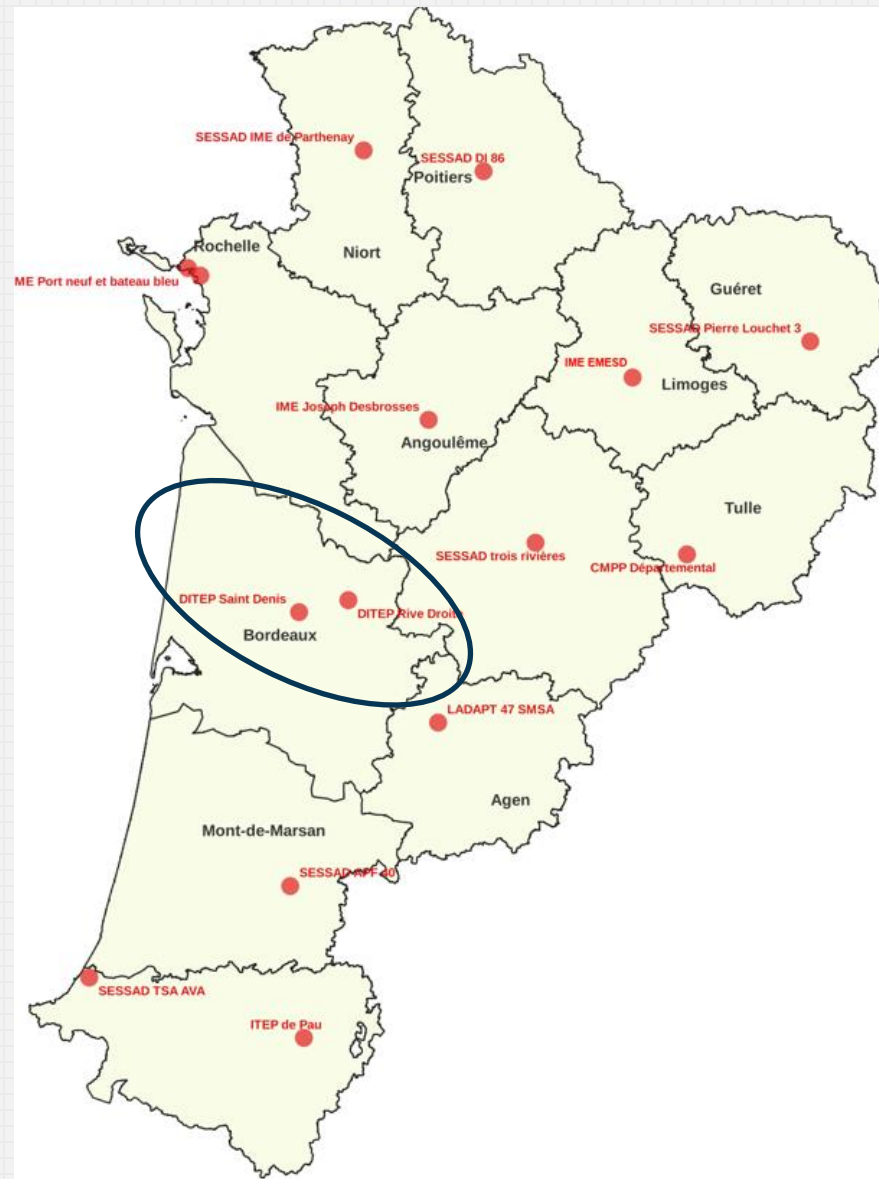 SESSAD IME de Parthenay
SESSAD DI 86
Poitiers
Rochelle
Niort
ME Port neuf et bateau bleu
Guéret
SESSAD Pierre Louchet 3
IME EMESD
Limoges
IME Joseph Desbrosses
Angoulême
Tulle
SESSAD trois rivières
CMPP Départemental
DITEP Saint Denis
DITEP Rive Droite
Bordeaux
LADAPT 47 SMSA
Agen
Mont-de-Marsan
SESSAD APF 40
SESSAD TSA AVA
ITEP de Pau